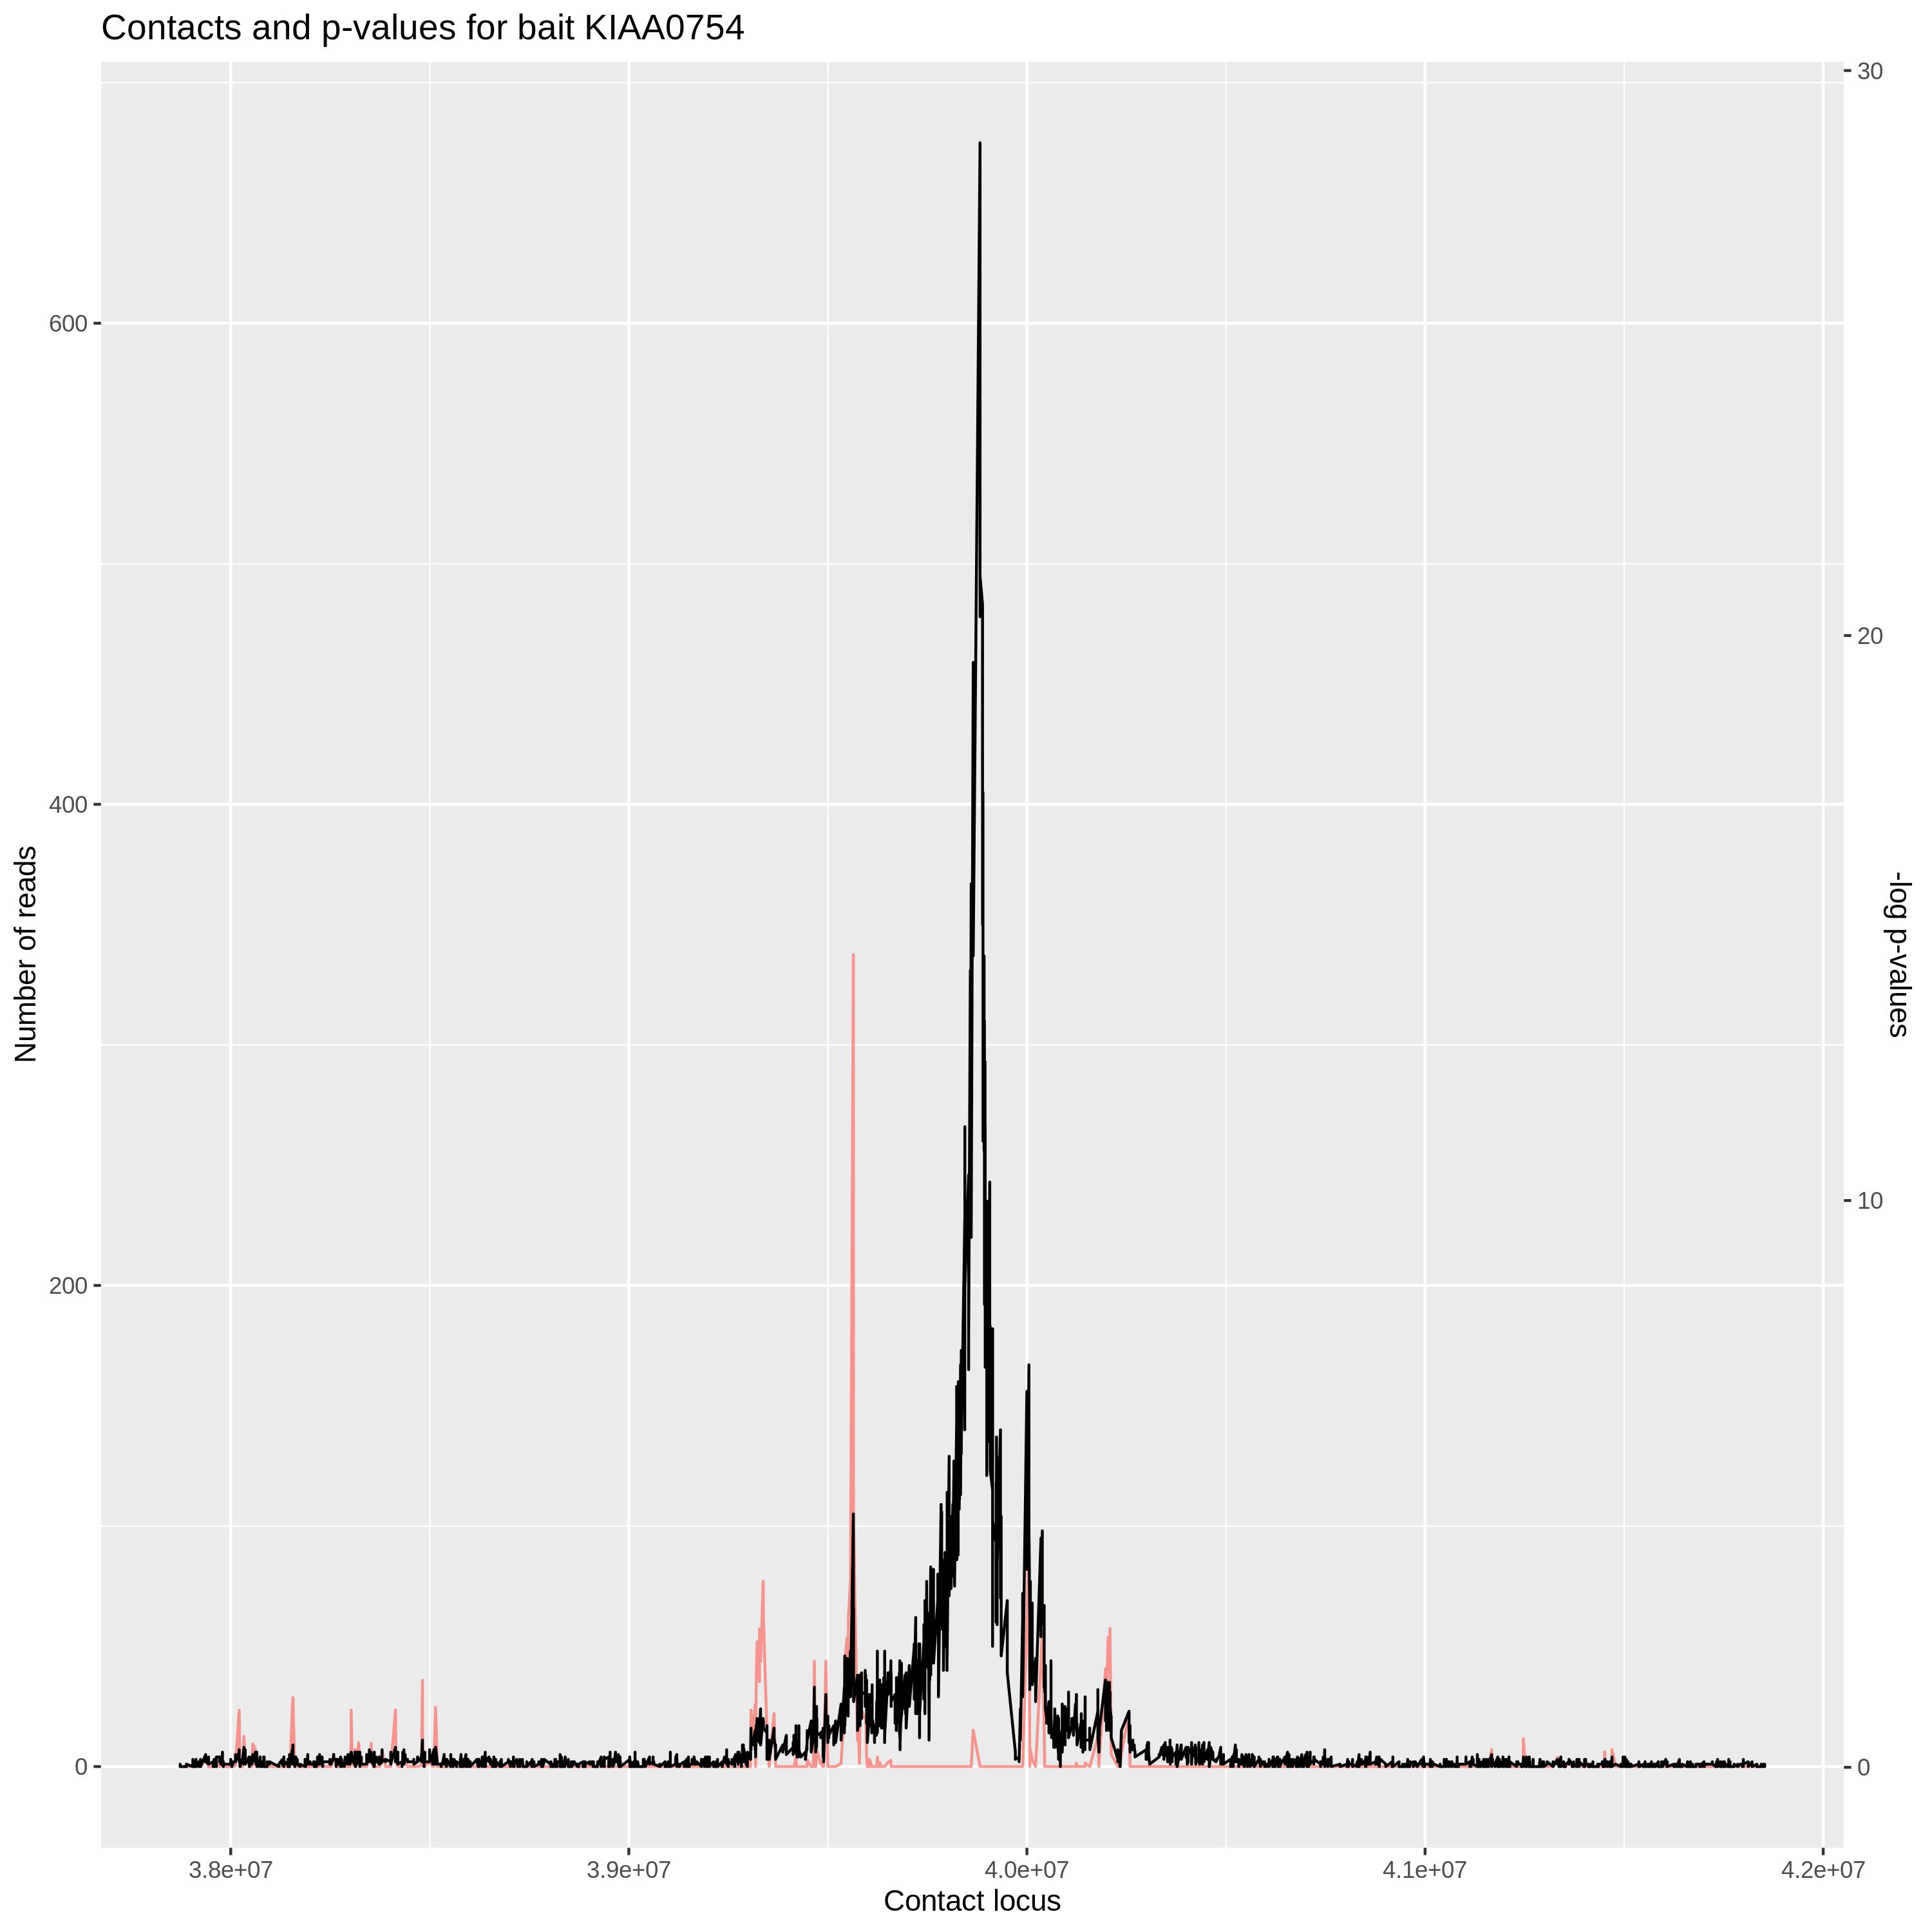 Contacts and p-values for bait KIAA0754
30
600
20
400
Number of reads
-log p-values
10
200
0
0
3.8e+07
3.9e+07
4.0e+07
4.1e+07
4.2e+07
Contact locus